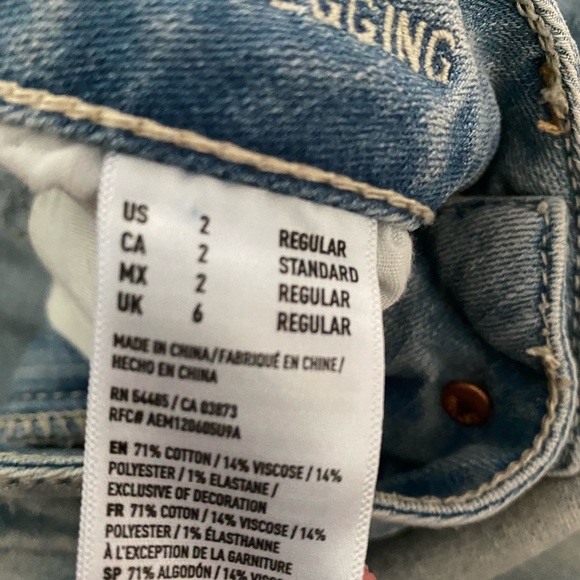 EGGING
US 2 REGULAR
CA 2 STANDARD
MX 2 REGULAR
UK 6 REGULAR
MADE IN CHINA/FABRIQUÉ EN CHINE/
HECHO EN CHINA
RN 54485 / CA 03873
RFC# AEM120605U9A
EN 71% COTTON / 14% VISCOSE / 14%
POLYESTER / 1% ELASTANE /
EXCLUSIVE OF DECORATION
FR 71% COTON / 14% VISCOSE / 14%
POLYESTER / 1% ÉLASTHANNE
À L'EXCEPTION DE LA GARNITURE
SP 71% ALGODÓN / 14% VISCOSA